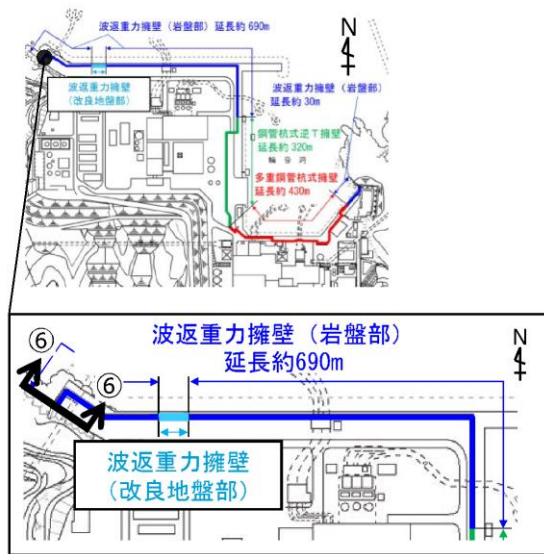 波返重力擁壁（岩盤部）延長約690m
N
波返重力擁壁
（改良地盤部）
波返重力擁壁（岩盤部）
延長約30m
鋼管杭式逆T擁壁
延長約320m
輪谷湾
多重鋼管杭式擁壁
延長約430m
⑥
⑥
波返重力擁壁（岩盤部）
延長約690m
N
波返重力擁壁
（改良地盤部）